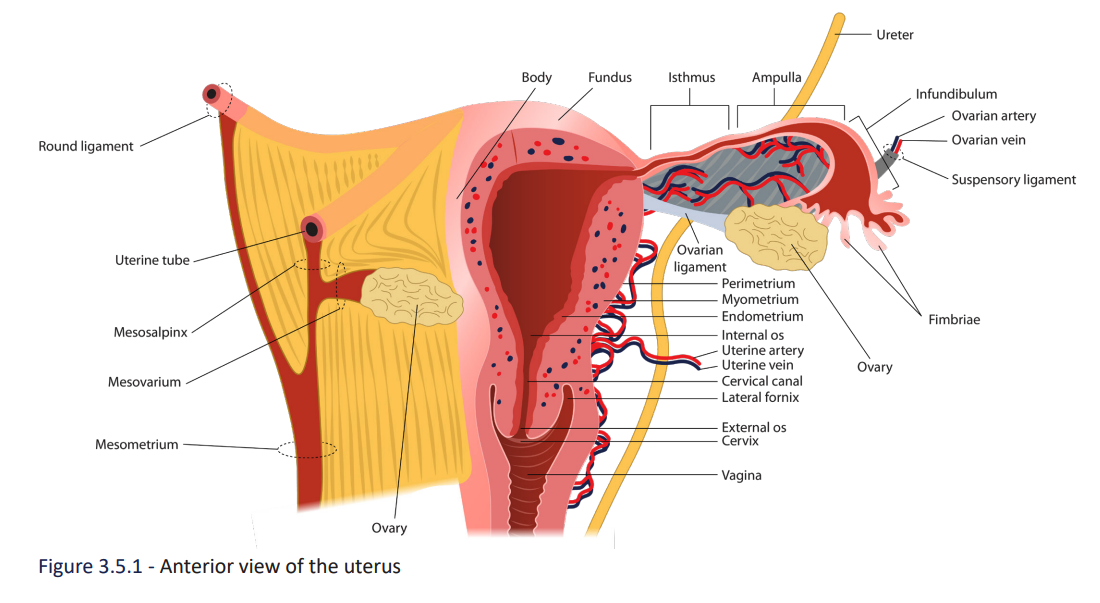 Ureter
Body
Fundus
Isthmus
Ampulla
Infundibulum
Ovarian artery
Ovarian vein
Round ligament
Suspensory ligament
Ovarian
ligament
Uterine tube
Perimetrium
Myometrium
Endometrium
Fimbriae
Mesosalpinx
Internal os
Uterine artery
Uterine vein
Ovary
Mesovarium
Cervical canal
Lateral fornix
External os
Cervix
Mesometrium
Vagina
Ovary
Figure 3.5.1 - Anterior view of the uterus